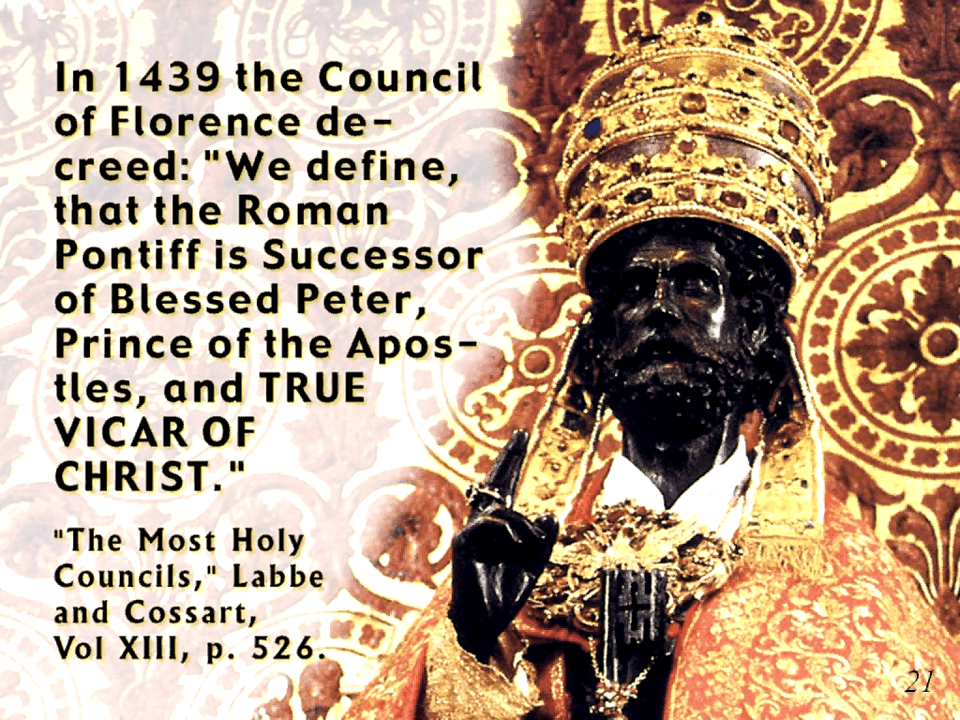 In 1439 the Council
of Florence de-
creed: "We define,
that the Roman
Pontiff is Successor
of Blessed Peter,
Prince of the Apos-
tles, and TRUE
VICAR OF
CHRIST."
"The Most Holy
Councils," Labbe
and Cossart,
Vol XIII, p. 526.
21